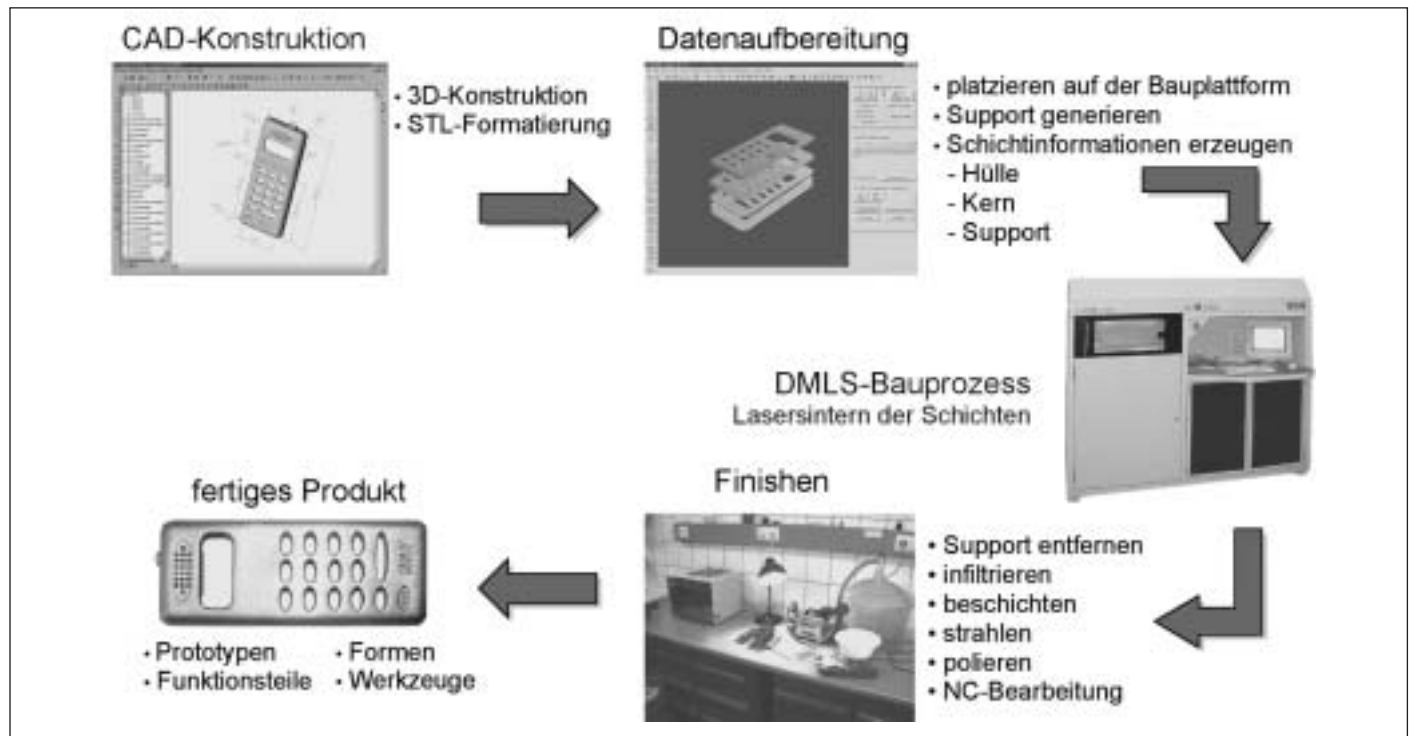 CAD-Konstruktion
• 3D-Konstruktion
• STL-Formatierung
Datenaufbereitung
• platzieren auf der Bauplattform
• Support generieren
• Schichtinformationen erzeugen
- Hülle
- Kern
- Support
DMLS-Bauprozess
Lasersintern der Schichten
Finishen
• Support entfernen
• infiltrieren
• beschichten
• strahlen
• polieren
• NC-Bearbeitung
fertiges Produkt
• Prototypen
• Funktionsteile
• Formen
• Werkzeuge